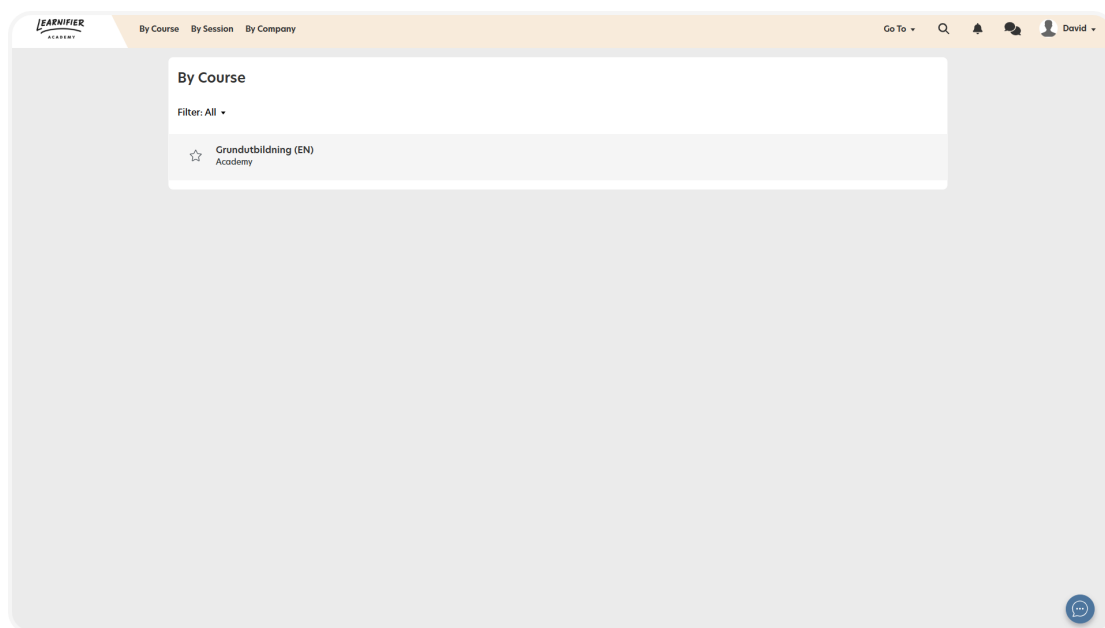 LEARNIFIER
ACADEMY
By Course By Session By Company
Go To
David
By Course
Filter: All
Grundutbildning (EN)
Academy